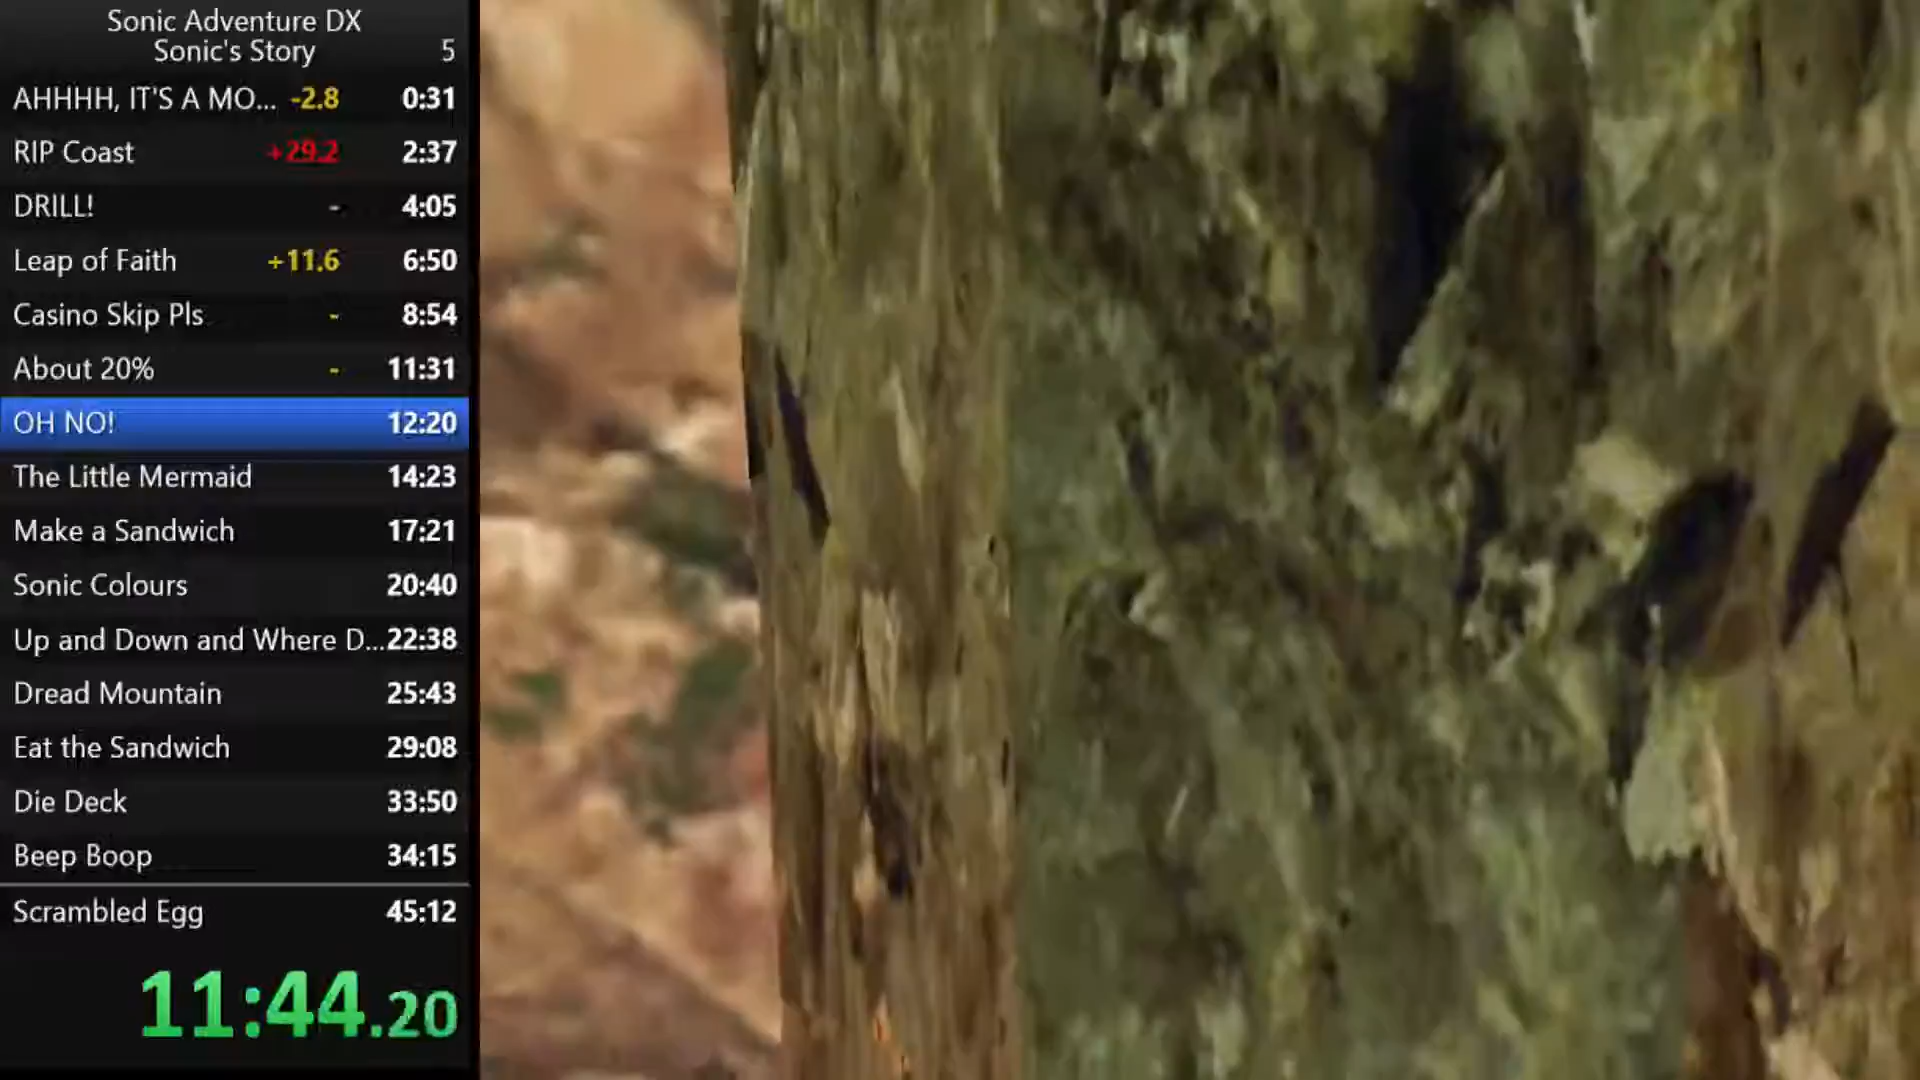 Sonic Adventure DX
Sonic's Story 5
AHHHH, IT'S A MO... -2.8 0:31
RIP Coast +29.2 2:37
DRILL! - 4:05
Leap of Faith +11.6 6:50
Casino Skip Pls - 8:54
About 20% - 11:31
OH NO! 12:20
The Little Mermaid 14:23
Make a Sandwich 17:21
Sonic Colours 20:40
Up and Down and Where D... 22:38
Dread Mountain 25:43
Eat the Sandwich 29:08
Die Deck 33:50
Beep Boop 34:15
Scrambled Egg 45:12
11:44.20